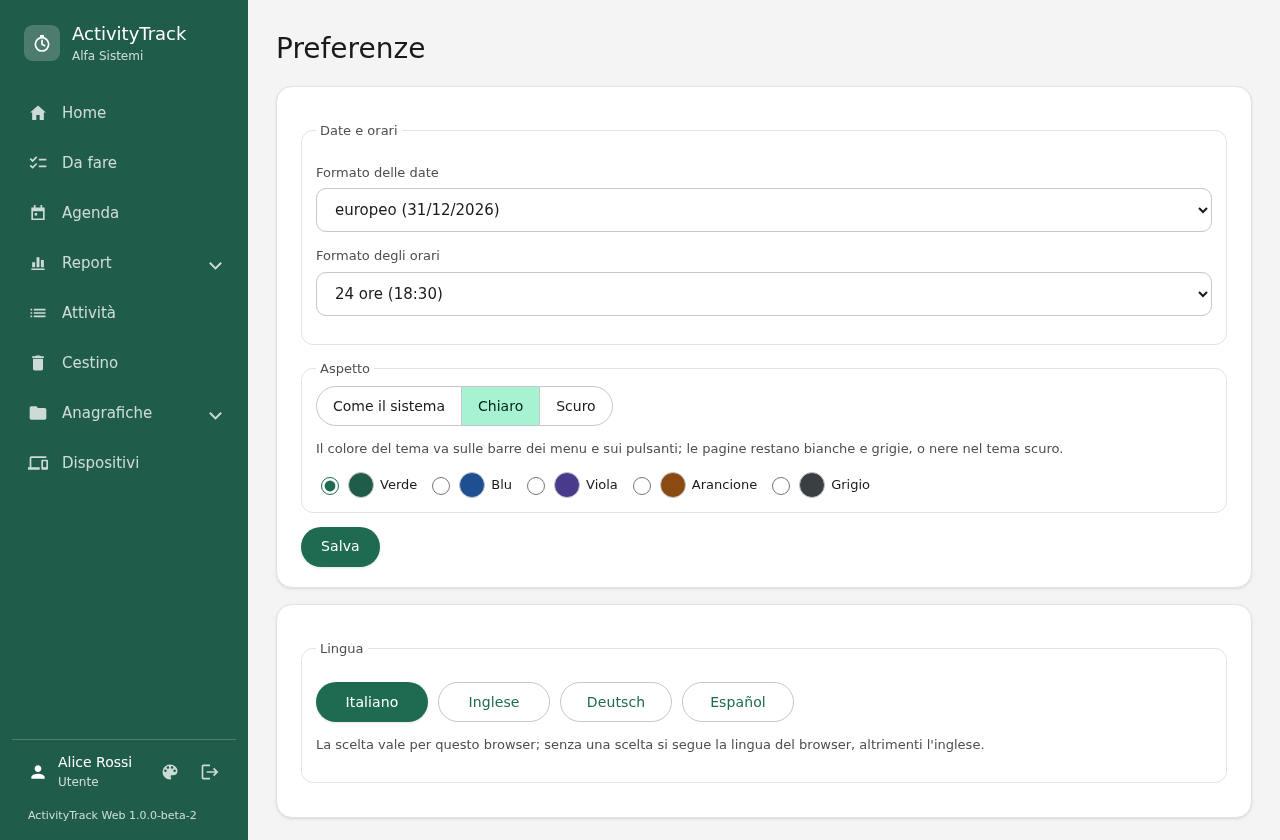 ActivityTrack
Alfa Sistemi
Home
Da fare
Agenda
Report
Attività
Cestino
Anagrafiche
Dispositivi
Alice Rossi
Utente
ActivityTrack Web 1.0.0-beta-2
Preferenze
Date e orari
Formato delle date
europeo (31/12/2026)
Formato degli orari
24 ore (18:30)
Aspetto
Come il sistema Chiaro Scuro
Il colore del tema va sulle barre dei menu e sui pulsanti; le pagine restano bianche e grigie, o nere nel tema scuro.
Verde Blu Viola Arancione Grigio
Salva
Lingua
Italiano Inglese Deutsch Español
La scelta vale per questo browser; senza una scelta si segue la lingua del browser, altrimenti l'inglese.